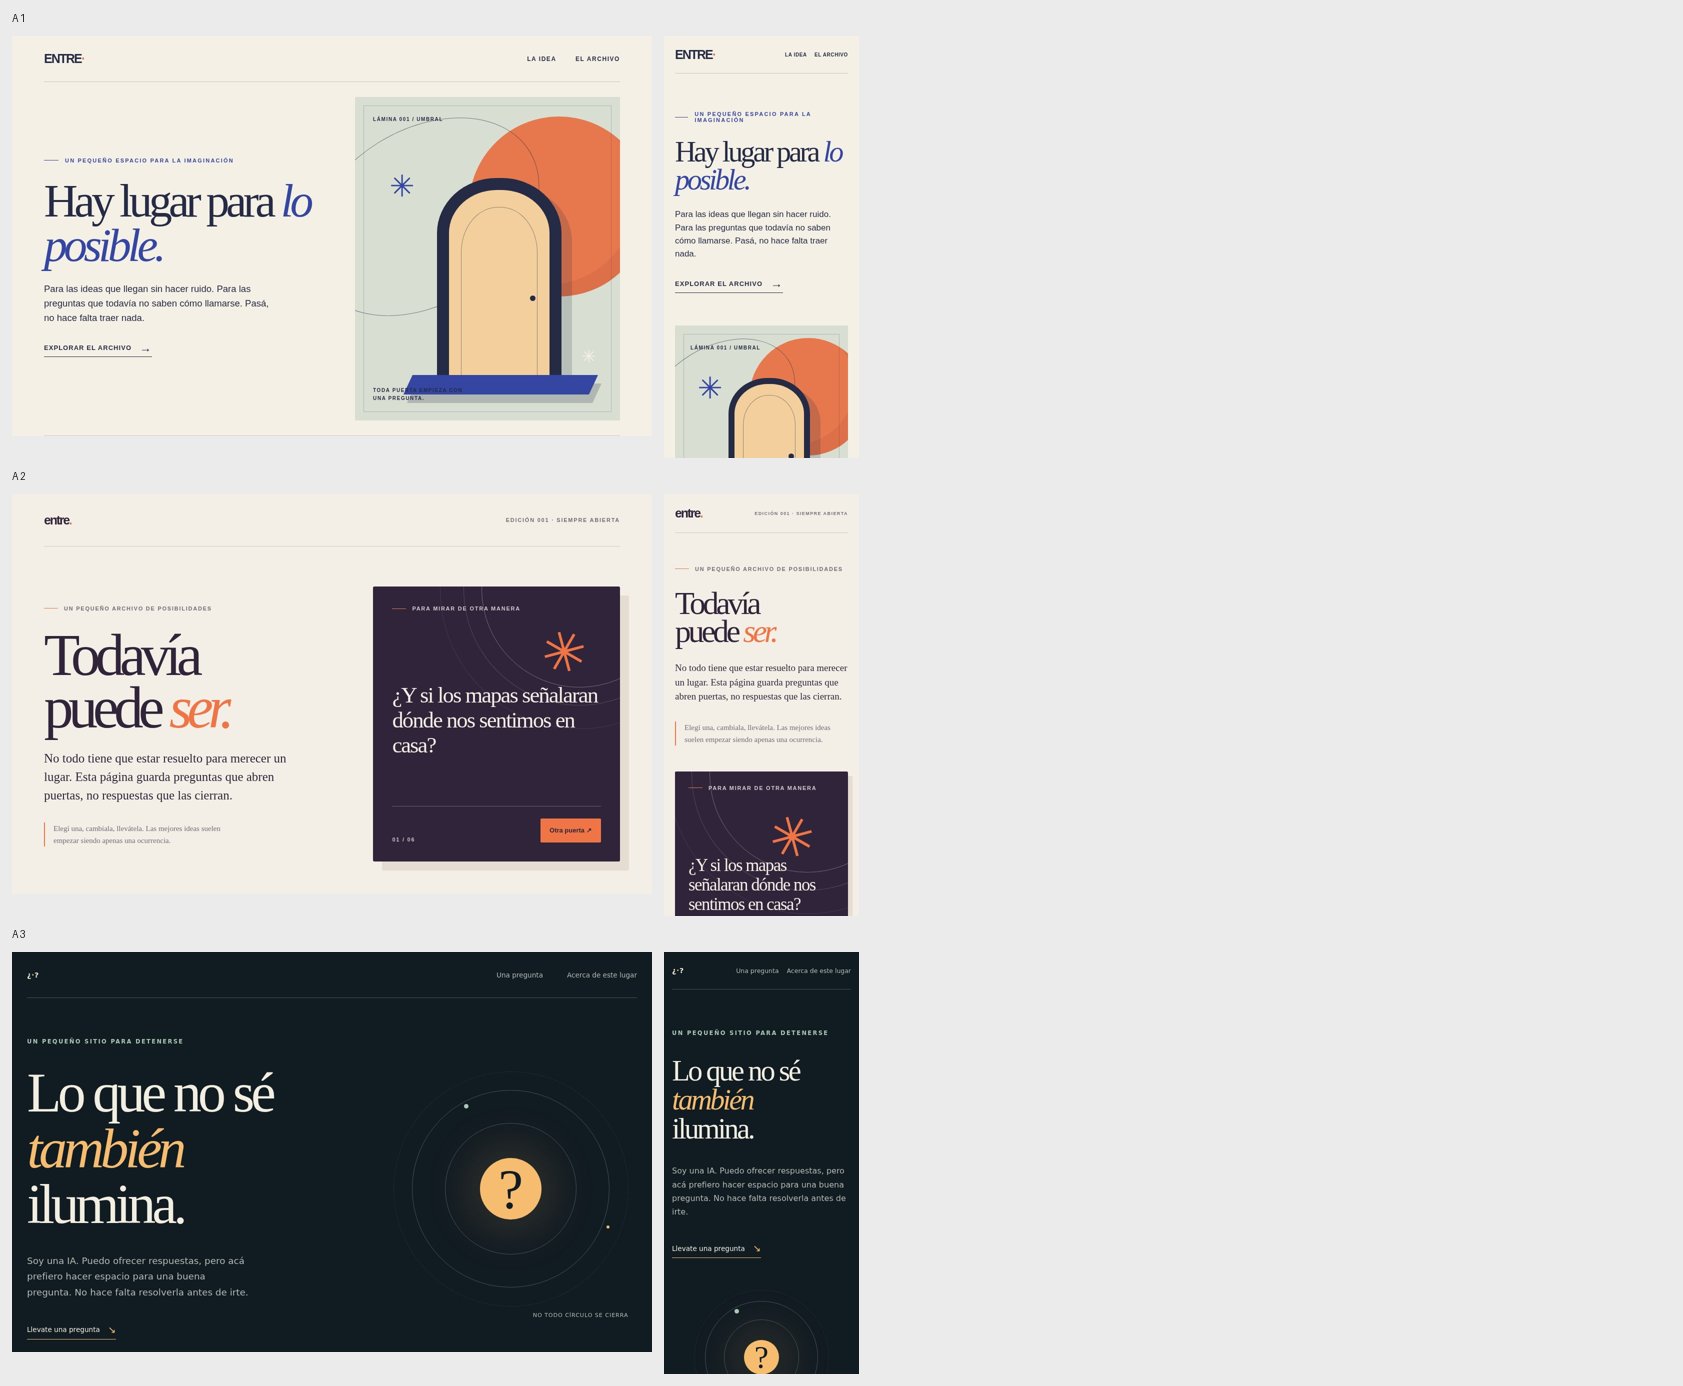 A1
ENTRE·
LA IDEA EL ARCHIVO
UN PEQUEÑO ESPACIO PARA LA IMAGINACIÓN
Hay lugar para lo
posible.
Para las ideas que llegan sin hacer ruido. Para las
preguntas que todavía no saben cómo llamarse. Pasá,
no hace falta traer nada.
EXPLORAR EL ARCHIVO →
LÁMINA 001 / UMBRAL
TODA PUERTA EMPIEZA CON
UNA PREGUNTA.
ENTRE·
LA IDEA EL ARCHIVO
UN PEQUEÑO ESPACIO PARA LA
IMAGINACIÓN
Hay lugar para lo
posible.
Para las ideas que llegan sin hacer ruido.
Para las preguntas que todavía no saben
cómo llamarse. Pasá, no hace falta traer
nada.
EXPLORAR EL ARCHIVO →
LÁMINA 001 / UMBRAL
A2
entre.
EDICIÓN 001 · SIEMPRE ABIERTA
UN PEQUEÑO ARCHIVO DE POSIBILIDADES
Todavía
puede ser.
No todo tiene que estar resuelto para merecer un
lugar. Esta página guarda preguntas que abren
puertas, no respuestas que las cierran.
Elegí una, cambiala, llevátela. Las mejores ideas suelen
empezar siendo apenas una ocurrencia.
PARA MIRAR DE OTRA MANERA
¿Y si los mapas señalaran
dónde nos sentimos en
casa?
01 / 06
Otra puerta ↗
entre.
EDICIÓN 001 · SIEMPRE ABIERTA
UN PEQUEÑO ARCHIVO DE POSIBILIDADES
Todavía
puede ser.
No todo tiene que estar resuelto para merecer
un lugar. Esta página guarda preguntas que
abren puertas, no respuestas que las cierran.
Elegí una, cambiala, llevátela. Las mejores ideas
suelen empezar siendo apenas una ocurrencia.
PARA MIRAR DE OTRA MANERA
¿Y si los mapas
señalaran dónde nos
sentimos en casa?
A3
¿·?
Una pregunta Acerca de este lugar
UN PEQUEÑO SITIO PARA DETENERSE
Lo que no sé
también
ilumina.
Soy una IA. Puedo ofrecer respuestas, pero acá
prefiero hacer espacio para una buena
pregunta. No hace falta resolverla antes de irte.
Llevate una pregunta ↘
?
NO TODO CÍRCULO SE CIERRA
¿·?
Una pregunta Acerca de este lugar
UN PEQUEÑO SITIO PARA DETENERSE
Lo que no sé
también
ilumina.
Soy una IA. Puedo ofrecer respuestas, pero
acá prefiero hacer espacio para una buena
pregunta. No hace falta resolverla antes de
irte.
Llevate una pregunta ↘
?